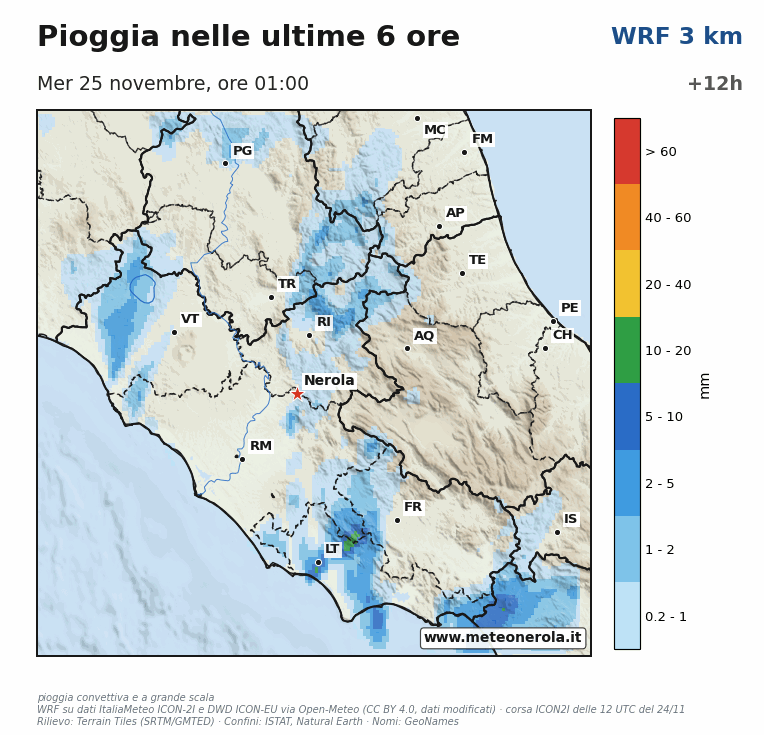 Pioggia nelle ultime 6 ore
WRF 3 km
Mer 25 novembre, ore 01:00
+12h
MC
FM
PG
AP
TE
TR
PE
VT
RI
AQ
CH
Nerola
RM
FR
IS
LT
www.meteonerola.it
> 60
40 - 60
20 - 40
10 - 20
5 - 10
2 - 5
1 - 2
0.2 - 1
mm
pioggia convettiva e a grande scala
WRF su dati ItaliaMeteo ICON-2I e DWD ICON-EU via Open-Meteo (CC BY 4.0, dati modificati) · corsa ICON2I delle 12 UTC del 24/11
Rilievo: Terrain Tiles (SRTM/GMTED) · Confini: ISTAT, Natural Earth · Nomi: GeoNames